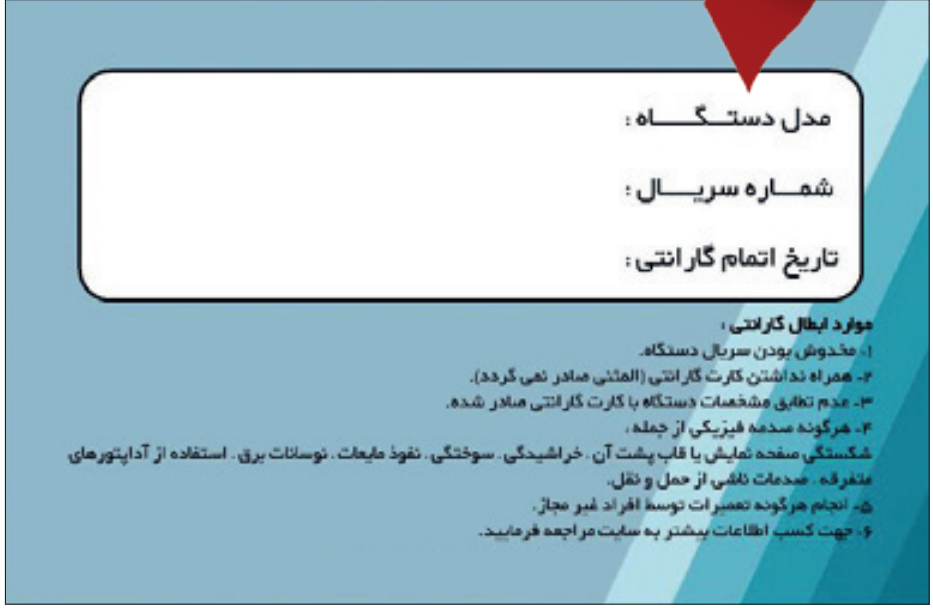 مدل دستــگـــــاه :
شمـــاره سریـــــال :
تاریخ اتمام گارانتی :
موارد ابطال گارانتی :
۱- مخدوش بودن سریال دستگاه.
۲- همراه نداشتن کارت گارانتی (المثنی صادر نمی گردد).
۳- عدم تطابق مشخصات دستگاه با کارت گارانتی صادر شده.
۴- هرگونه صدمه فیزیکی از جمله :
شکستگی صفحه نمایش یا قاب پشت آن . خراشیدگی . سوختگی . نفوذ مایعات . نوسانات برق . استفاده از آداپتورهای
متفرقه . صدمات ناشی از حمل و نقل.
۵- انجام هرگونه تعمیرات توسط افراد غیر مجاز.
۶- جهت کسب اطلاعات بیشتر به سایت مراجعه فرمایید.